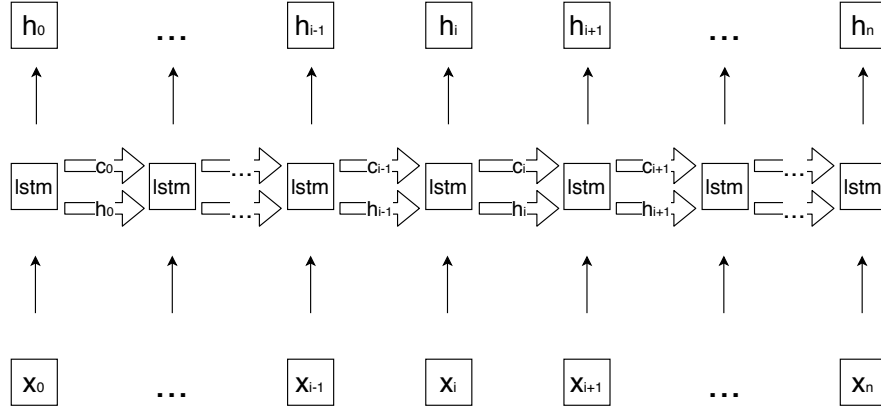 h0 ... hi-1 hi hi+1 ... hn
c0 ... ci-1 ci ci+1 ...
lstm lstm lstm lstm lstm lstm lstm
h0 ... hi-1 hi hi+1 ...
x0 ... xi-1 xi xi+1 ... xn